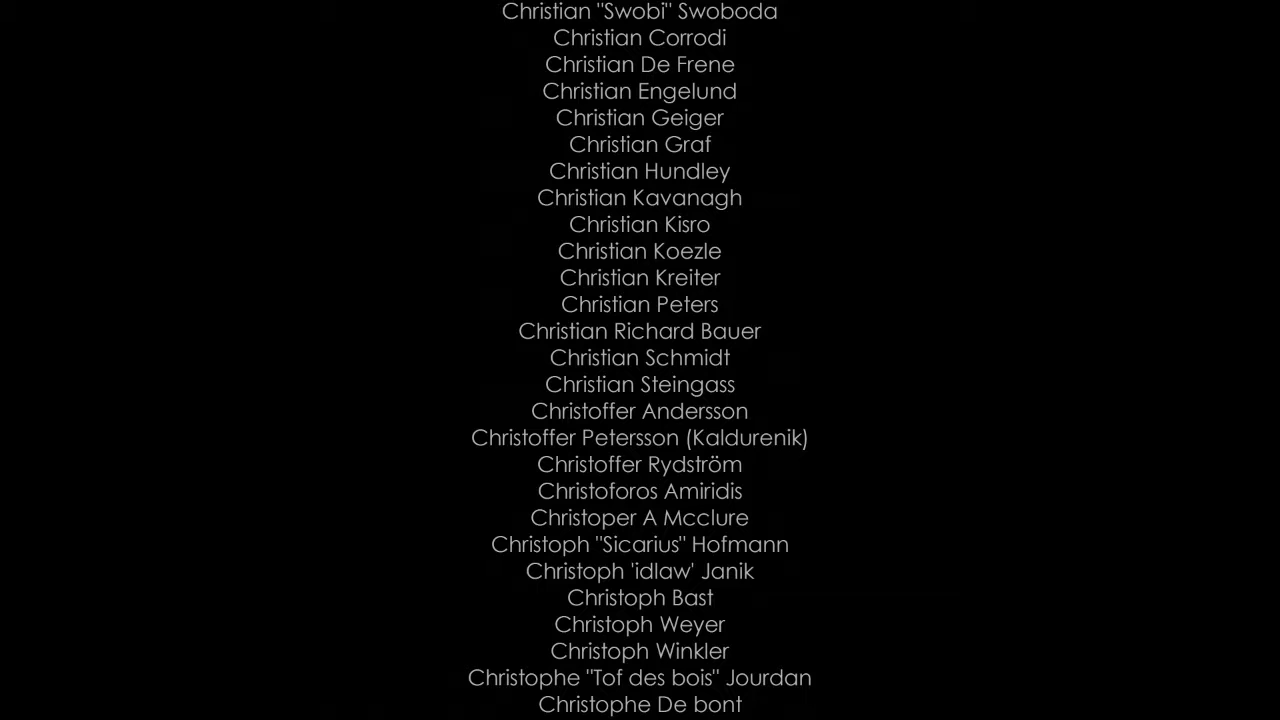 Christian "Swobi" Swoboda
Christian Corrodi
Christian De Frene
Christian Engelund
Christian Geiger
Christian Graf
Christian Hundley
Christian Kavanagh
Christian Kisro
Christian Koezle
Christian Kreiter
Christian Peters
Christian Richard Bauer
Christian Schmidt
Christian Steingass
Christoffer Andersson
Christoffer Petersson (Kaldurenik)
Christoffer Rydström
Christoforos Amiridis
Christoper A Mcclure
Christoph "Sicarius" Hofmann
Christoph 'idlaw' Janik
Christoph Bast
Christoph Weyer
Christoph Winkler
Christophe "Tof des bois" Jourdan
Christophe De bont